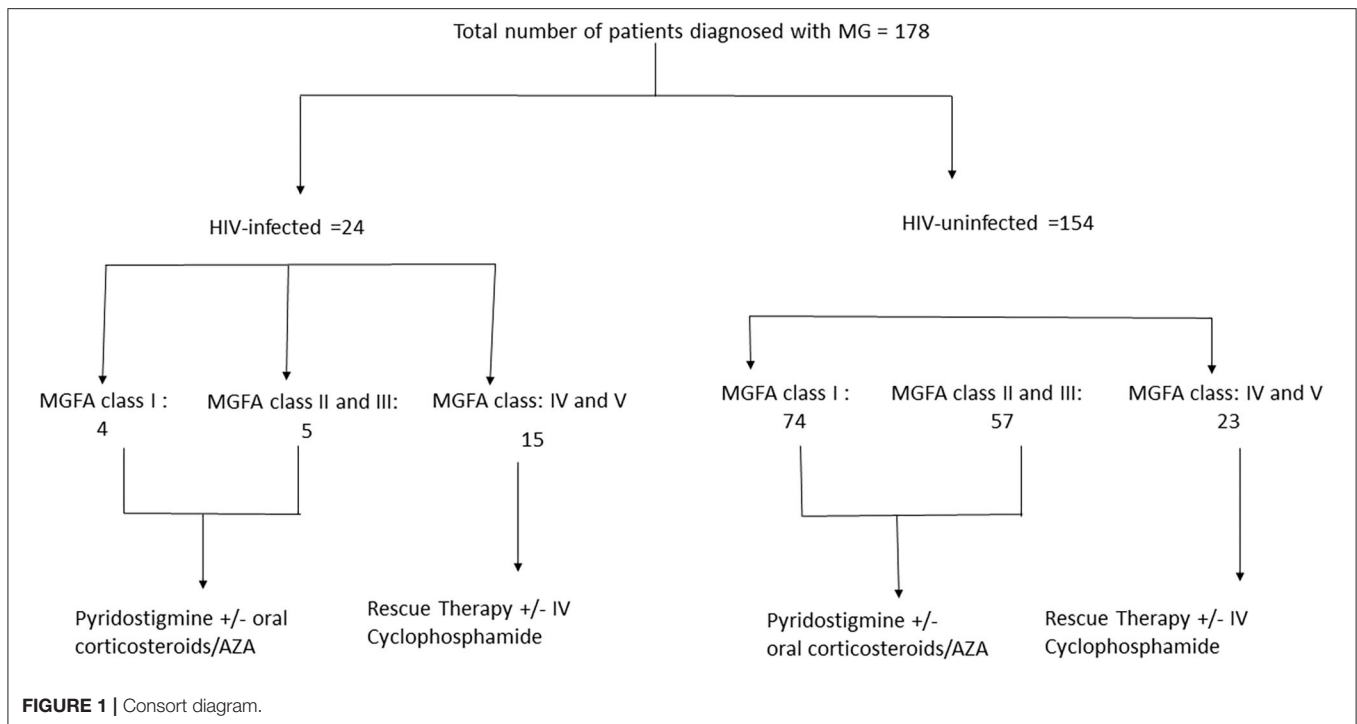 Total number of patients diagnosed with MG = 178
HIV-infected =24
HIV-uninfected =154
MGFA class I :
4
MGFA class II and III:
5
MGFA class: IV and V
15
MGFA class I :
74
MGFA class II and III:
57
MGFA class: IV and V
23
Pyridostigmine +/- oral
corticosteroids/AZA
Rescue Therapy +/- IV
Cyclophosphamide
Pyridostigmine +/-
oral corticosteroids/AZA
Rescue Therapy +/- IV
Cyclophosphamide
FIGURE 1 | Consort diagram.